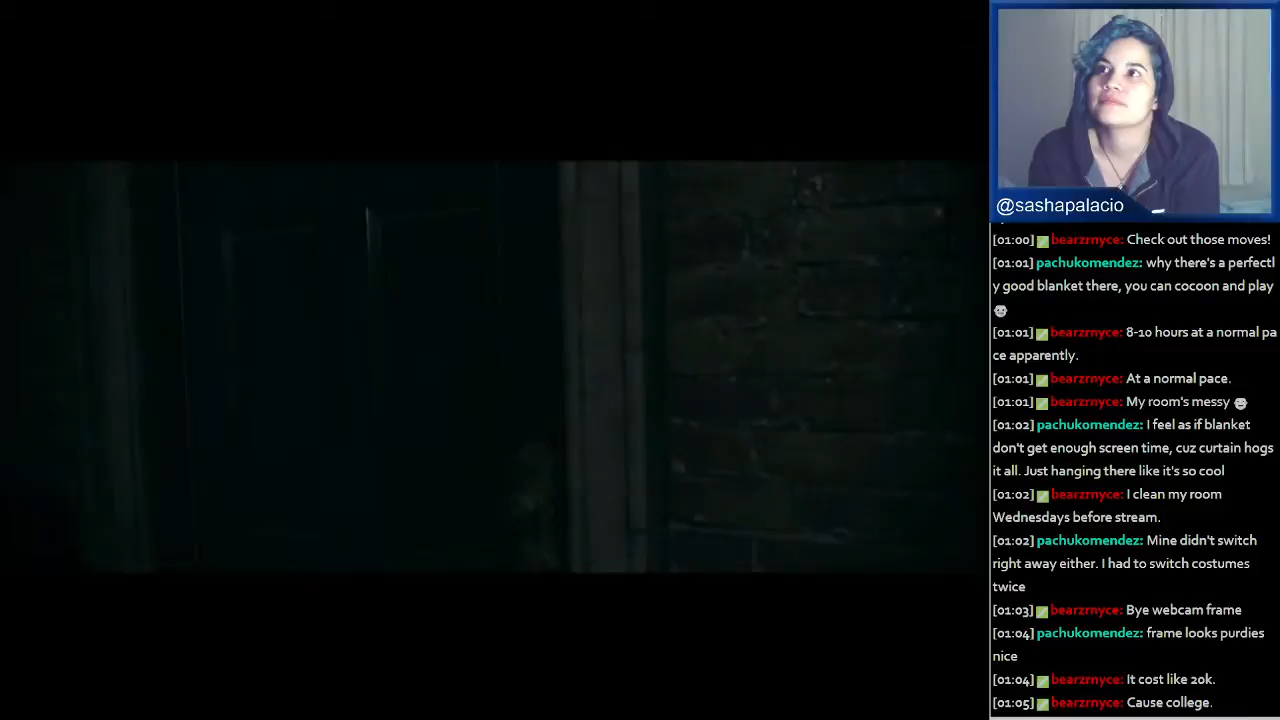 @sashapalacio
[01:00] bearzrnyce: Check out those moves!
[01:01] pachukomendez: why there's a perfectl
y good blanket there, you can cocoon and play
[01:01] bearzrnyce: 8-10 hours at a normal pa
ce apparently.
[01:01] bearzrnyce: At a normal pace.
[01:01] bearzrnyce: My room's messy
[01:02] pachukomendez: I feel as if blanket
don't get enough screen time, cuz curtain hogs
it all. Just hanging there like it's so cool
[01:02] bearzrnyce: I clean my room
Wednesdays before stream.
[01:02] pachukomendez: Mine didn't switch
right away either. I had to switch costumes
twice
[01:03] bearzrnyce: Bye webcam frame
[01:04] pachukomendez: frame looks purdies
nice
[01:04] bearzrnyce: It cost like 20k.
[01:05] bearzrnyce: Cause college.